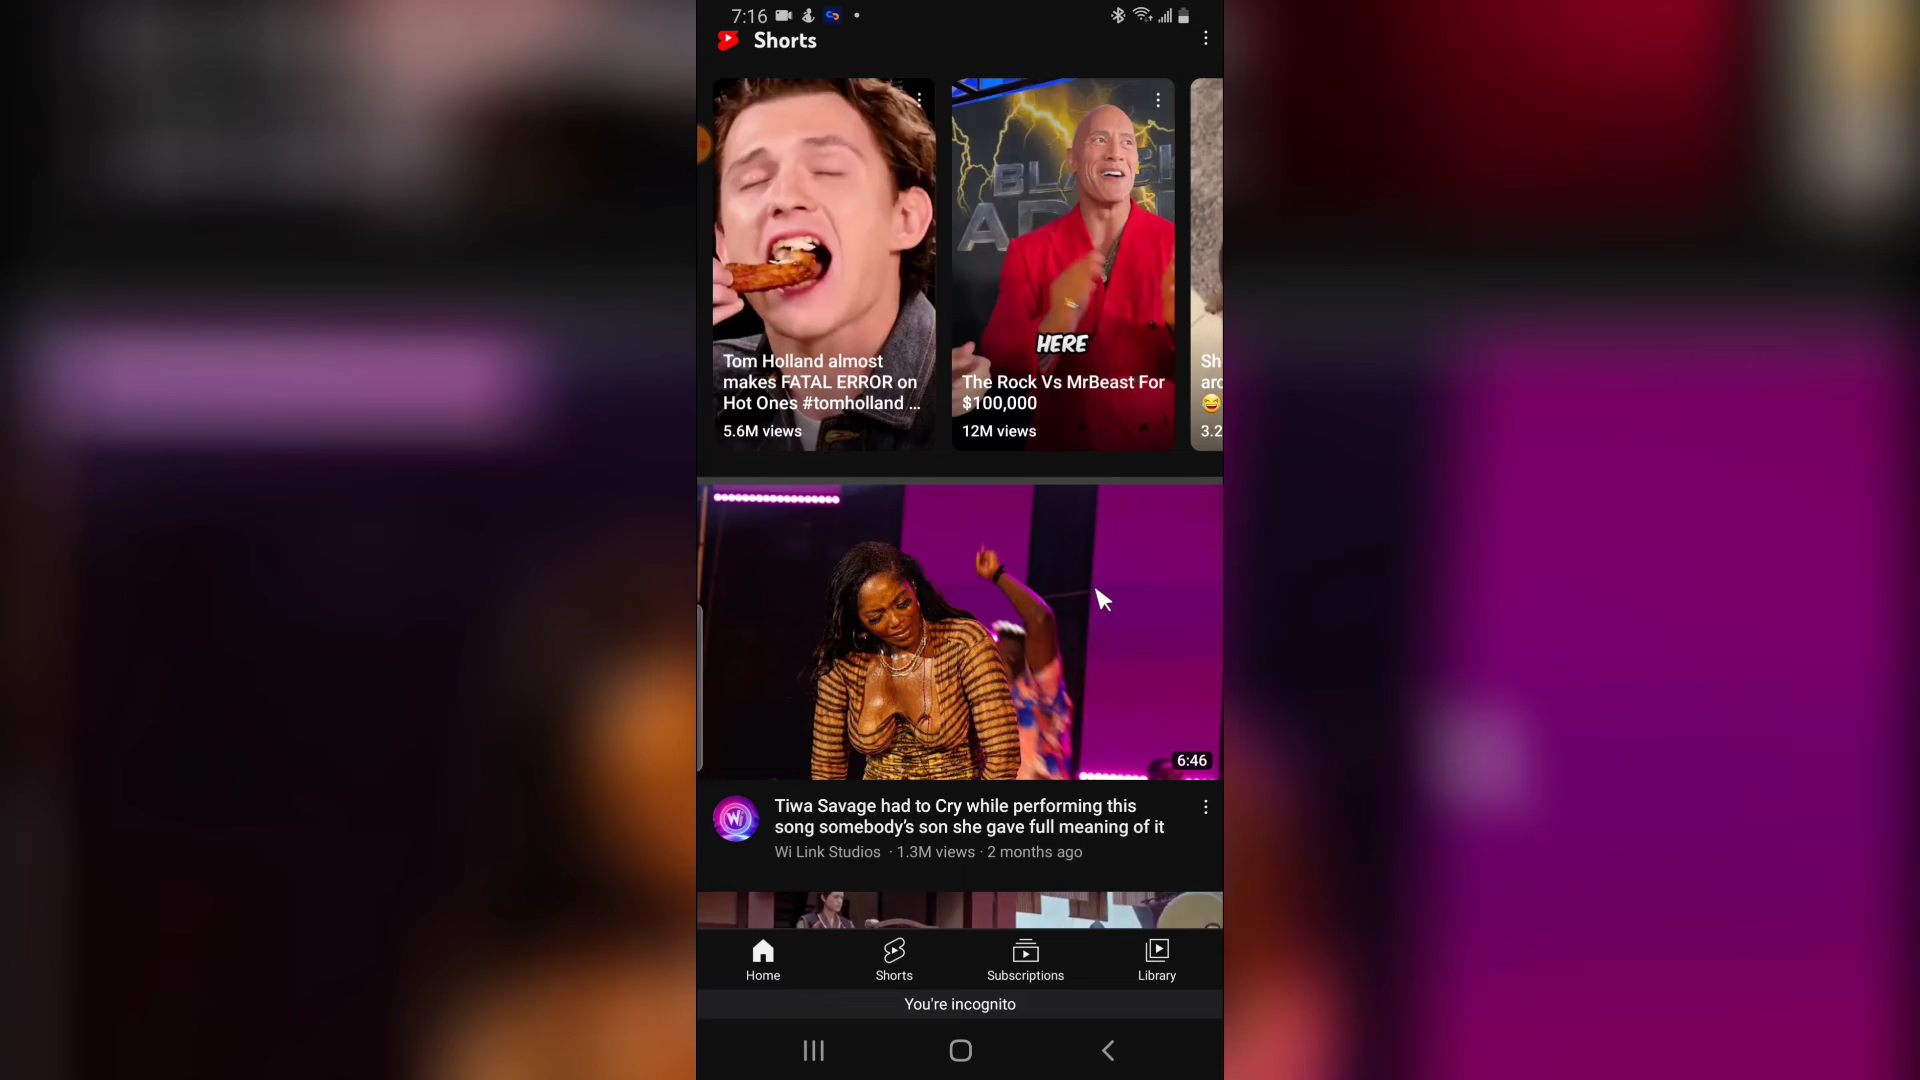 7:16
Shorts
BLACK
ADAM
HERE
Tom Holland almost
makes FATAL ERROR on
Hot Ones #tomholland ...
5.6M views
The Rock Vs MrBeast For
$100,000
12M views
Sh
arc
😂
3.2
6:46
Wi
Tiwa Savage had to Cry while performing this
song somebody's son she gave full meaning of it
Wi Link Studios · 1.3M views · 2 months ago
Home
Shorts
Subscriptions
Library
You're incognito